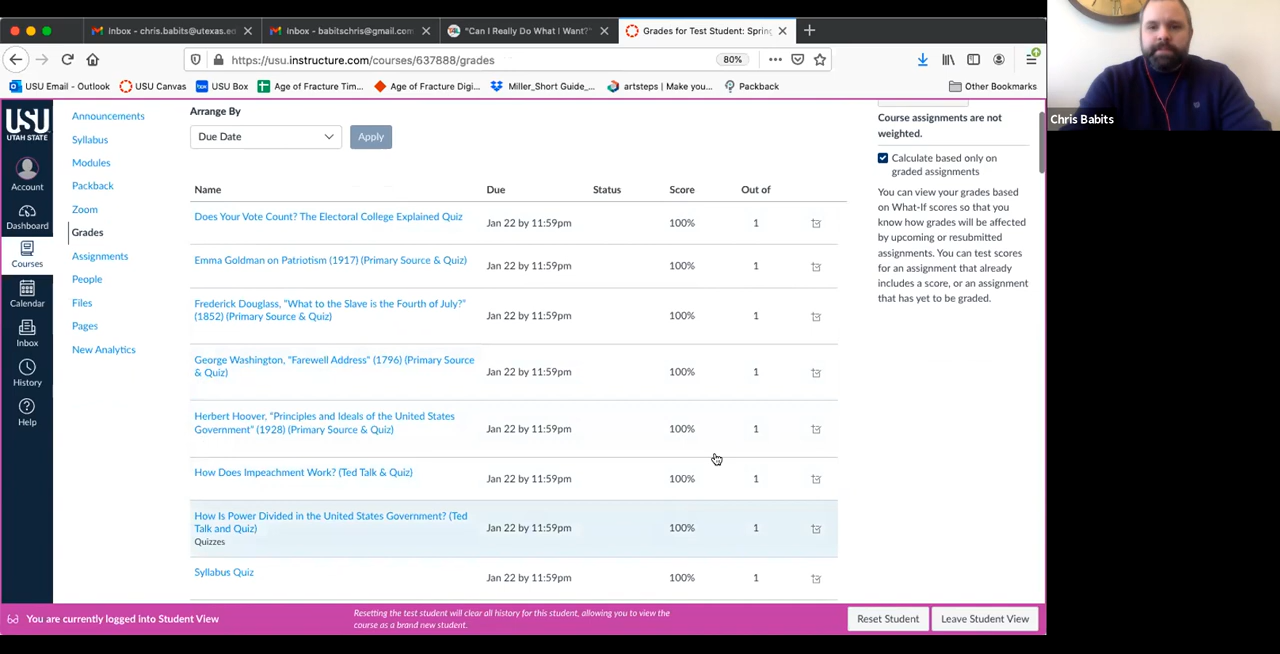 Inbox - chris.babits@utexas.ed
Inbox - babitschris@gmail.com
"Can I Really Do What I Want?"
Grades for Test Student: Spring
https://usu.instructure.com/courses/637888/grades
80%
USU Email - Outlook
USU Canvas
USU Box
Age of Fracture Tim...
Age of Fracture Digi...
Miller_Short Guide_...
artsteps | Make you...
Packback
Other Bookmarks
USU
UTAH STATE
Account
Dashboard
Courses
Calendar
Inbox
History
Help
Announcements
Syllabus
Modules
Packback
Zoom
Grades
Assignments
People
Files
Pages
New Analytics
Arrange By
Due Date
Apply
Name Due Status Score Out of
Does Your Vote Count? The Electoral College Explained Quiz Jan 22 by 11:59pm 100% 1
Emma Goldman on Patriotism (1917) (Primary Source & Quiz) Jan 22 by 11:59pm 100% 1
Frederick Douglass, "What to the Slave is the Fourth of July?"
(1852) (Primary Source & Quiz) Jan 22 by 11:59pm 100% 1
George Washington, "Farewell Address" (1796) (Primary Source
& Quiz) Jan 22 by 11:59pm 100% 1
Herbert Hoover, "Principles and Ideals of the United States
Government" (1928) (Primary Source & Quiz) Jan 22 by 11:59pm 100% 1
How Does Impeachment Work? (Ted Talk & Quiz) Jan 22 by 11:59pm 100% 1
How Is Power Divided in the United States Government? (Ted
Talk and Quiz) Jan 22 by 11:59pm 100% 1
Quizzes
Syllabus Quiz Jan 22 by 11:59pm 100% 1
Course assignments are not
weighted.
Calculate based only on
graded assignments
You can view your grades based
on What-If scores so that you
know how grades will be affected
by upcoming or resubmitted
assignments. You can test scores
for an assignment that already
includes a score, or an assignment
that has yet to be graded.
You are currently logged into Student View
Resetting the test student will clear all history for this student, allowing you to view the
course as a brand new student.
Reset Student
Leave Student View
Chris Babits